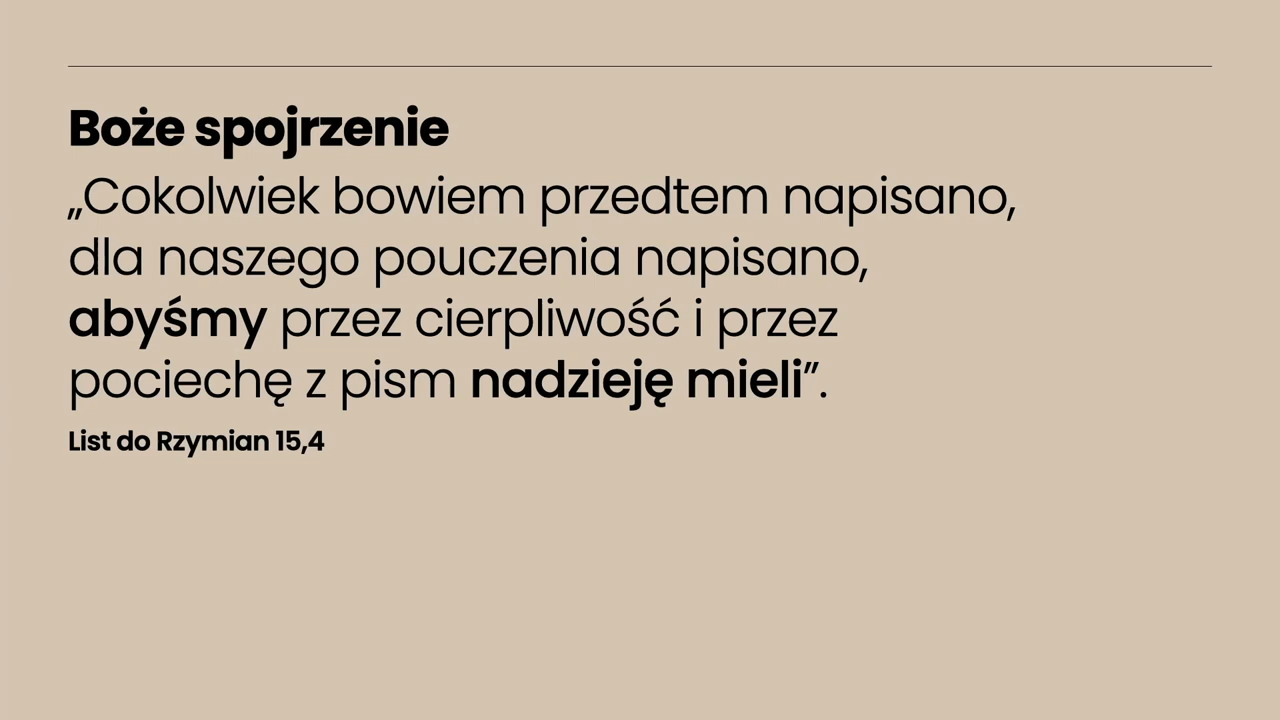 Boże spojrzenie
„Cokolwiek bowiem przedtem napisano,
dla naszego pouczenia napisano,
abyśmy przez cierpliwość i przez
pociechę z pism nadzieję mieli”.
List do Rzymian 15,4